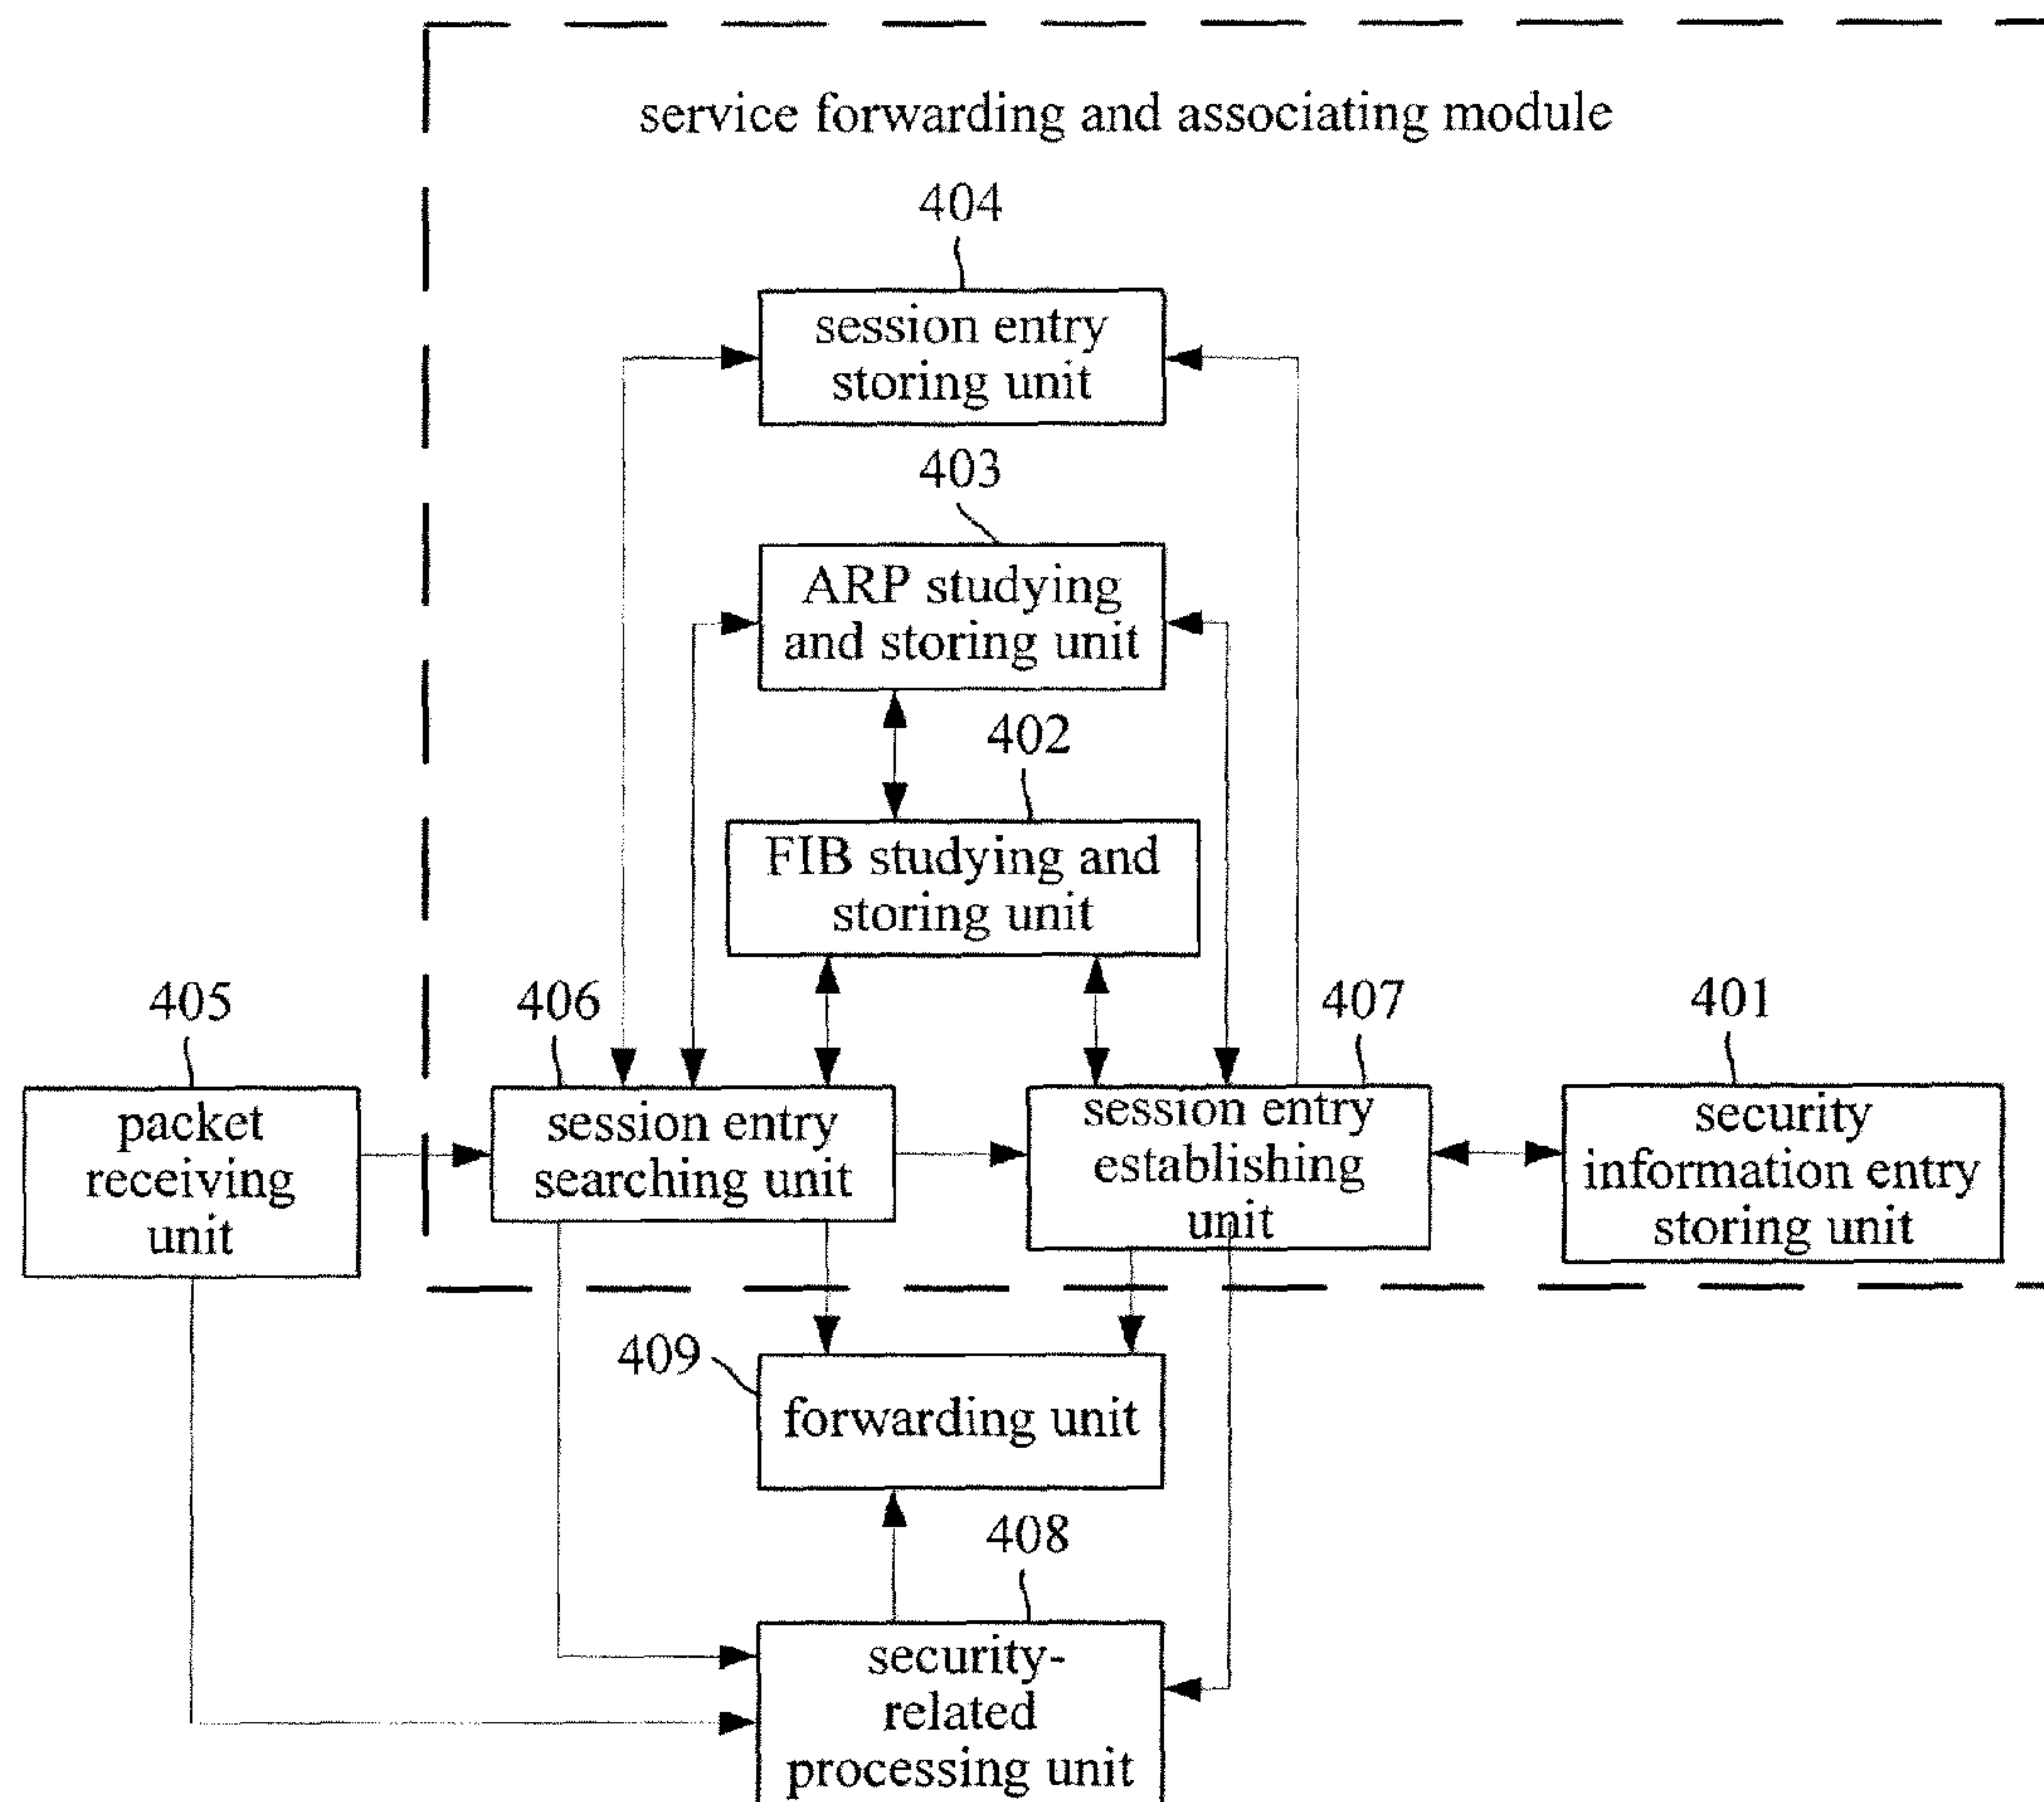 service forwarding and associating module
404
session entry
storing unit
403
ARP studying
and storing unit
402
FIB studying and
storing unit
405
packet
receiving
unit
406
session entry
searching unit
407
session entry
establishing
unit
401
security
information entry
storing unit
409
forwarding unit
408
security-
related
processing unit